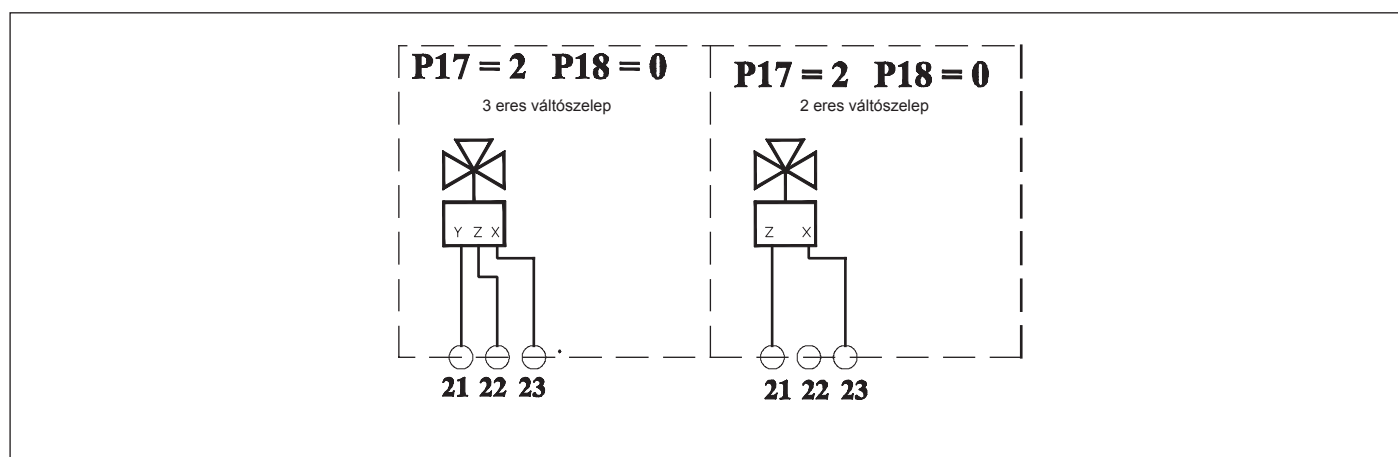 P17 = 2 P18 = 0
3 eres váltószelep
Y Z X
21 22 23
P17 = 2 P18 = 0
2 eres váltószelep
Z X
21 22 23